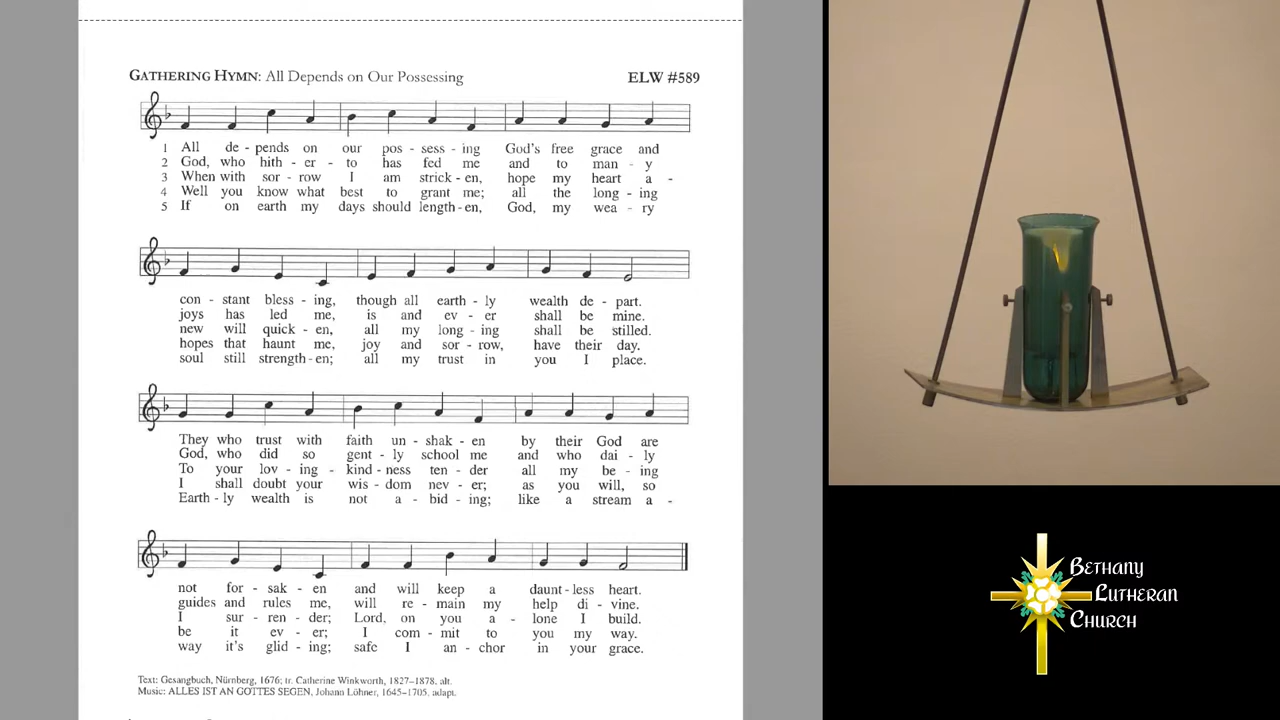 GATHERING HYMN: All Depends on Our Possessing ELW #589
1 All de - pends on our pos - sess - ing God's free grace and
2 God, who hith - er - to has fed me and to man - y
3 When with sor - row I am strick - en, hope my heart a -
4 Well you know what best to grant me; all the long - ing
5 If on earth my days should length - en, God, my wea - ry
con - stant bless - ing, though all earth - ly wealth de - part.
joys has led me, is and ev - er shall be mine.
new will quick - en, all my long - ing shall be stilled.
hopes that haunt me, joy and sor - row, have their day.
soul still strength - en; all my trust in you I place.
They who trust with faith un - shak - en by their God are
God, who did so gent - ly school me and who dai - ly
To your lov - ing - kind - ness ten - der all my be - ing
I shall doubt your wis - dom nev - er; as you will, so
Earth - ly wealth is not a - bid - ing; like a stream a -
not for - sak - en and will keep a daunt - less heart.
guides and rules me, will re - main my help di - vine.
I sur - ren - der; Lord, on you a - lone I build.
be it ev - er; I com - mit to you my way.
way it's glid - ing; safe I an - chor in your grace.
Text: Gesangbuch, Nürnberg, 1676; tr. Catherine Winkworth, 1827–1878, alt.
Music: ALLES IST AN GOTTES SEGEN, Johann Löhner, 1645–1705, adapt.
Bethany
Lutheran
Church